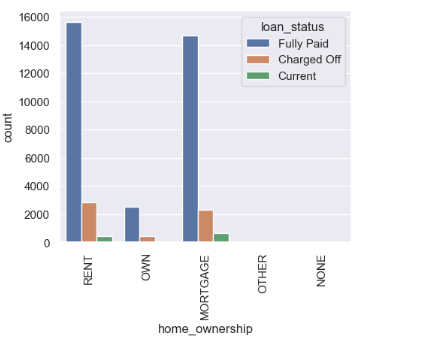 loan_status
Fully Paid
Charged Off
Current
count
16000
14000
12000
10000
8000
6000
4000
2000
0
RENT
OWN
MORTGAGE
OTHER
NONE
home_ownership